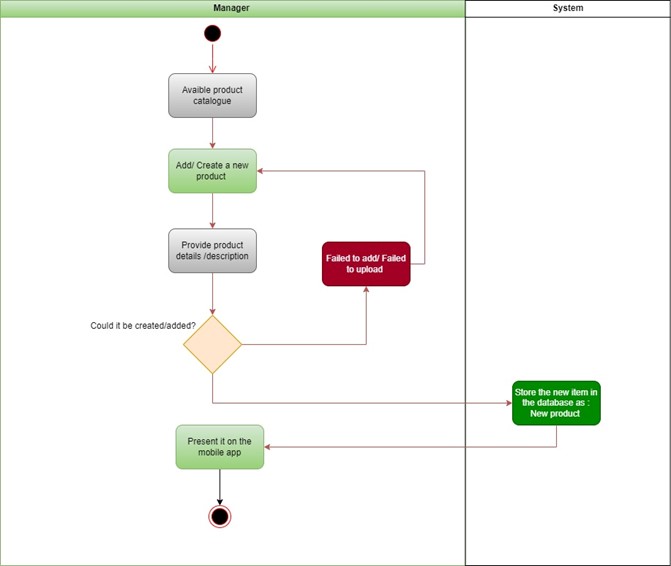 Manager
System
Avaible product
catalogue
Add/ Create a new
product
Provide product
details /description
Failed to add/ Failed
to upload
Could it be created/added?
Store the new item in
the database as :
New product
Present it on the
mobile app